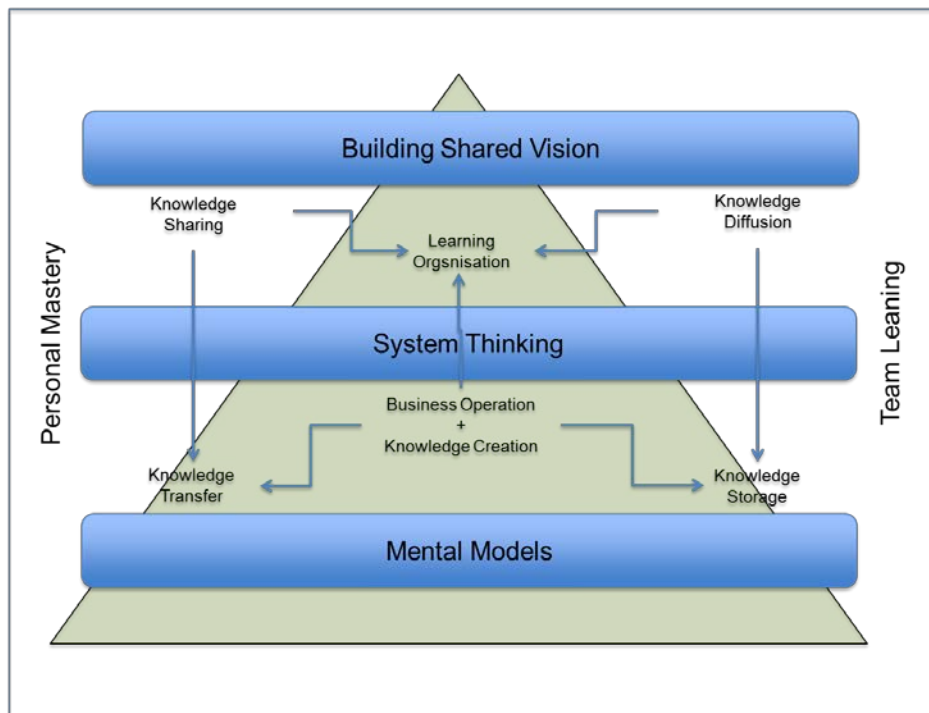 Building Shared Vision
Knowledge
Sharing
Knowledge
Diffusion
Learning
Orgsnisation
Personal Mastery
Team Leaning
System Thinking
Business Operation
+
Knowledge Creation
Knowledge
Transfer
Knowledge
Storage
Mental Models